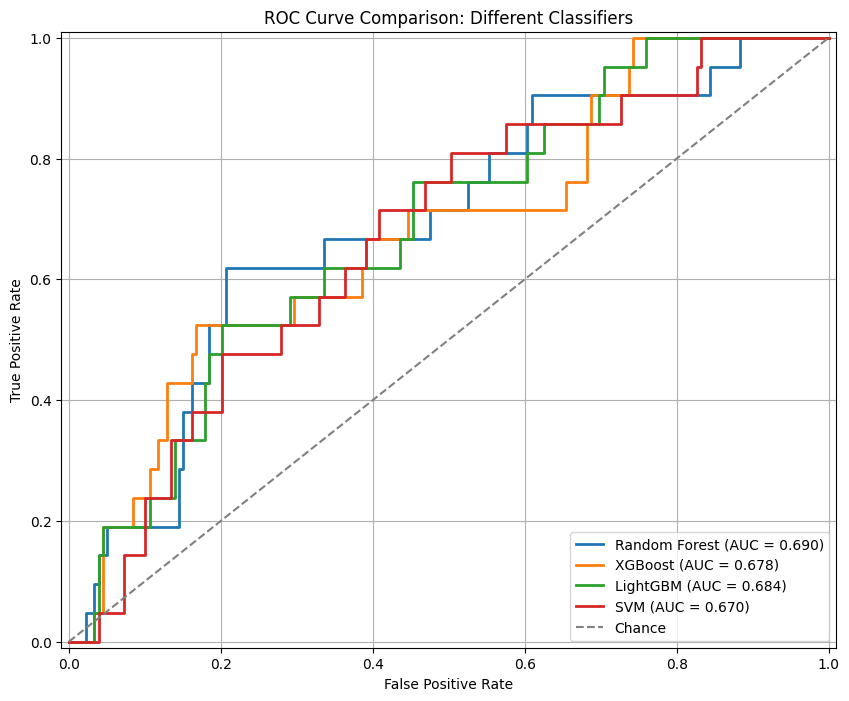 ROC Curve Comparison: Different Classifiers
True Positive Rate
1.0
0.8
0.6
0.4
0.2
0.0
0.0 0.2 0.4 0.6 0.8 1.0
False Positive Rate
Random Forest (AUC = 0.690)
XGBoost (AUC = 0.678)
LightGBM (AUC = 0.684)
SVM (AUC = 0.670)
Chance